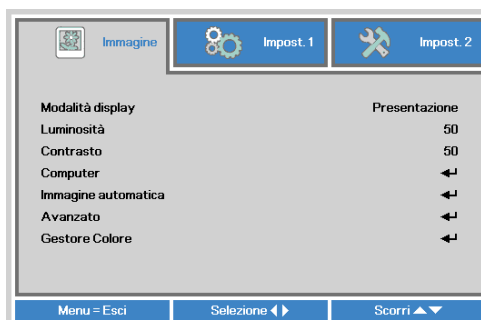 Immagine Impost. 1 Impost. 2
Modalità display Presentazione
Luminosità 50
Contrasto 50
Computer
Immagine automatica
Avanzato
Gestore Colore
Menu = Esci Selezione Scorri